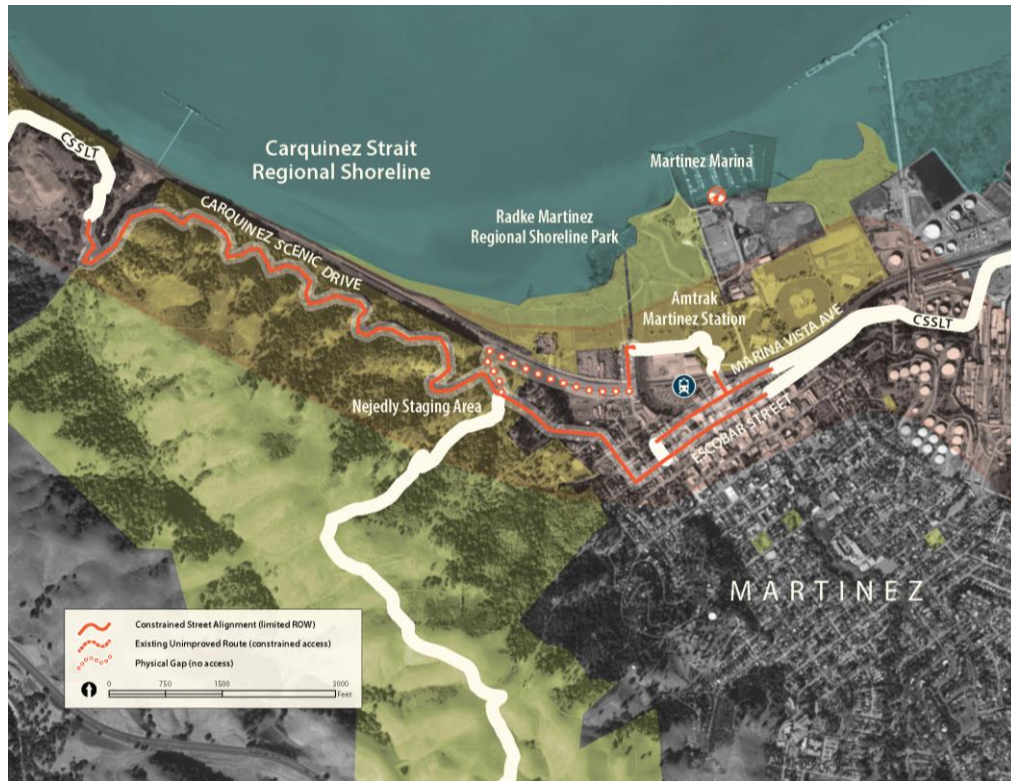 CSSLT
Carquinez Strait
Regional Shoreline
CARQUINEZ SCENIC DRIVE
Martinez Marina
Radke Martinez
Regional Shoreline Park
Amtrak
Martinez Station
MARINA VISTA AVE
CSSLT
Nejedly Staging Area
ESCOBAR STREET
MARTINEZ
Constrained Street Alignment (limited ROW)
Existing Unimproved Route (constrained access)
Physical Gap (no access)
0 750 1500 3000
Feet